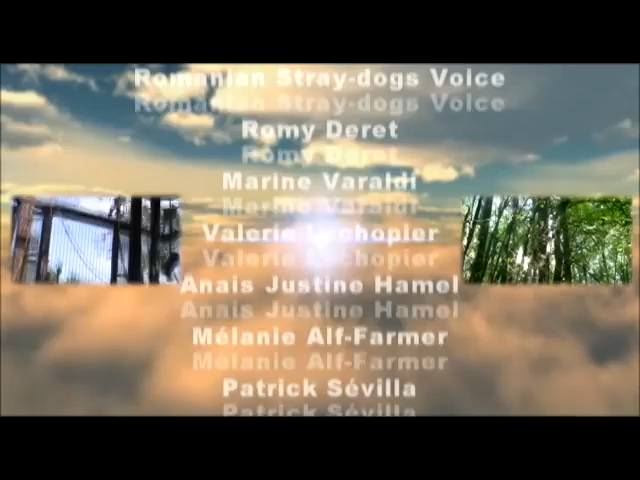 Romanian Stray-dogs Voice
Romy Deret
Marine Varaldi
Valerie
Anais Justine Hamel
Mélanie Alf-Farmer
Patrick Sévilla